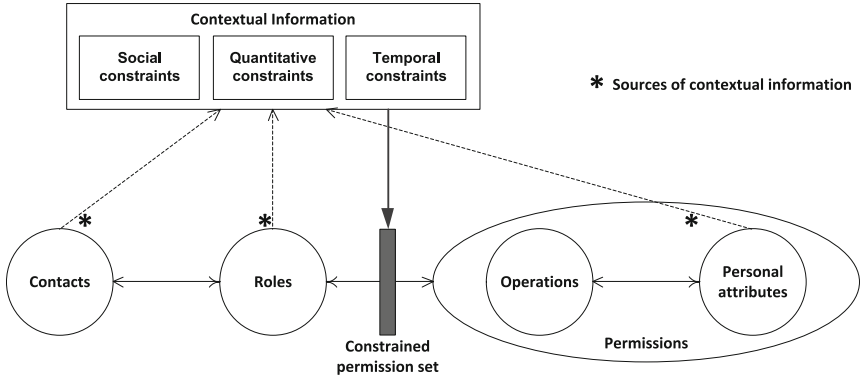 Contextual Information
Social
constraints
Quantitative
constraints
Temporal
constraints
* Sources of contextual information
*
*
*
Contacts
Roles
Operations
Personal
attributes
Permissions
Constrained
permission set